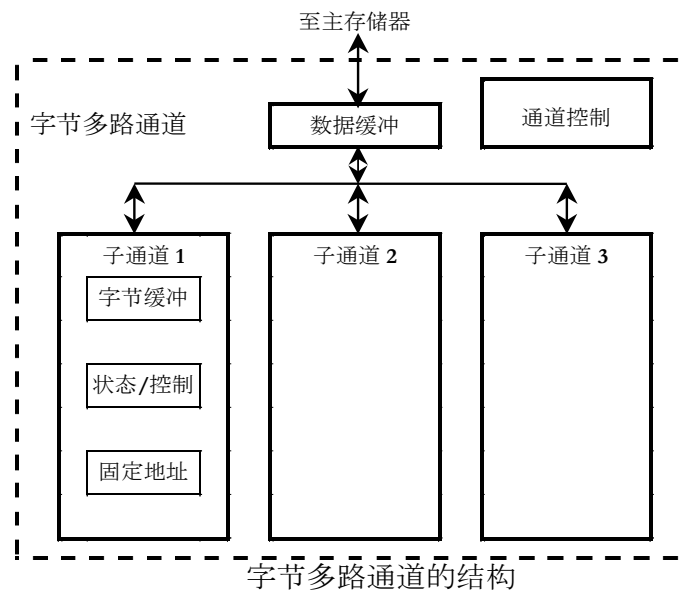 至主存储器
字节多路通道
数据缓冲
通道控制
子通道 1
子通道 2
子通道 3
字节缓冲
状态/控制
固定地址
字节多路通道的结构